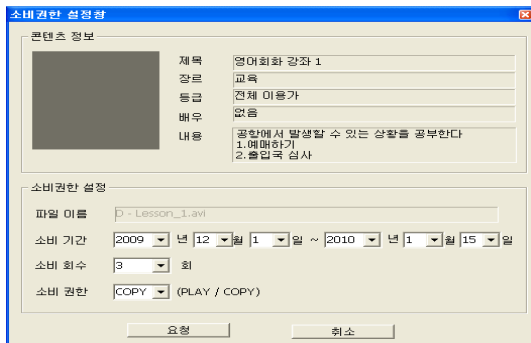 소비권한 설정창
콘텐츠 정보
제목 영어회화 강좌 1
장르 교육
등급 전체 이용가
배우 없음
내용 공항에서 발생할 수 있는 상황을 공부한다
1.예매하기
2.출입국 심사
소비권한 설정
파일 이름 D - Lesson_1.avi
소비 기간 2009 년 12 월 1 일 ~ 2010 년 1 월 15 일
소비 회수 3 회
소비 권한 COPY (PLAY / COPY)
요청 취소